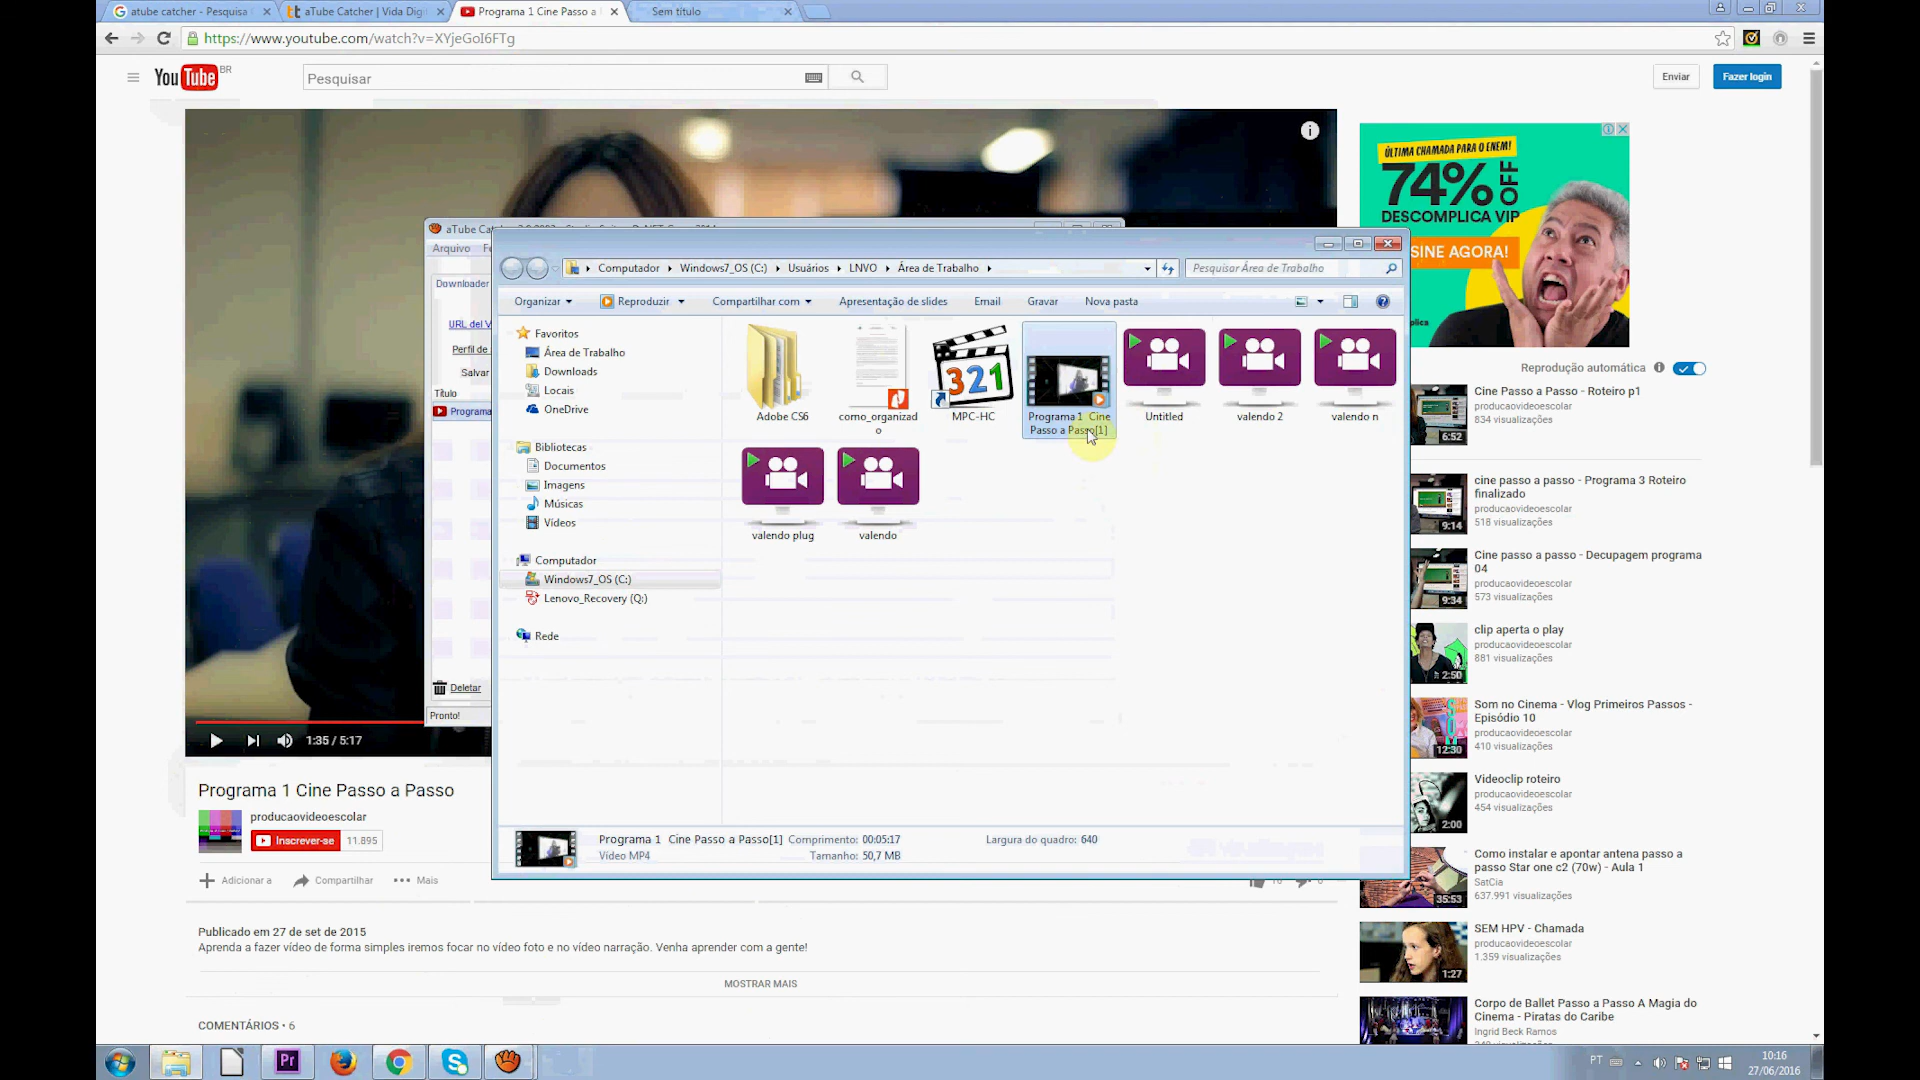 atube catcher - Pesquisa
aTube Catcher | Vida Digi
Programa 1 Cine Passo a
Sem título
https://www.youtube.com/watch?v=XYjeGoI6FTg
YouTube BR
Pesquisar
Enviar
Fazer login
ÚLTIMA CHAMADA PARA O ENEM!
74% OFF
DESCOMPLICA VIP
SINE AGORA!
aTube Cat
Arquivo
Downloader
URL del V
Perfil de
Salvar
Título
Programa
Deletar
Pronto!
Computador
Windows7_OS (C:)
Usuários
LNVO
Área de Trabalho
Pesquisar Área de Trabalho
Organizar
Reproduzir
Compartilhar com
Apresentação de slides
Email
Gravar
Nova pasta
Favoritos
Área de Trabalho
Downloads
Locais
OneDrive
Bibliotecas
Documentos
Imagens
Músicas
Vídeos
Computador
Windows7_OS (C:)
Lenovo_Recovery (Q:)
Rede
Adobe CS6
como_organizad
o
321
MPC-HC
Programa 1 Cine
Passo a Passo[1]
Untitled
valendo 2
valendo n
valendo plug
valendo
Programa 1 Cine Passo a Passo[1]
Comprimento: 00:05:17
Largura do quadro: 640
Vídeo MP4
Tamanho: 50,7 MB
1:35 / 5:17
Programa 1 Cine Passo a Passo
producaovideoescolar
Inscrever-se
11.895
Adicionar a
Compartilhar
Mais
Publicado em 27 de set de 2015
Aprenda a fazer vídeo de forma simples iremos focar no vídeo foto e no vídeo narração. Venha aprender com a gente!
MOSTRAR MAIS
COMENTÁRIOS • 6
Reprodução automática
Cine Passo a Passo - Roteiro p1
producaovideoescolar
834 visualizações
6:52
cine passo a passo - Programa 3 Roteiro
finalizado
producaovideoescolar
518 visualizações
9:14
Cine passo a passo - Decupagem programa
04
producaovideoescolar
573 visualizações
9:34
clip aperta o play
producaovideoescolar
881 visualizações
2:50
Som no Cinema - Vlog Primeiros Passos -
Episódio 10
producaovideoescolar
410 visualizações
12:30
Videoclip roteiro
producaovideoescolar
454 visualizações
2:00
Como instalar e apontar antena passo a
passo Star one c2 (70w) - Aula 1
SatCia
637.991 visualizações
35:53
SEM HPV - Chamada
producaovideoescolar
1.359 visualizações
1:27
Corpo de Ballet Passo a Passo A Magia do
Cinema - Piratas do Caribe
Ingrid Beck Ramos
Pr
PT
10:16
27/06/2016